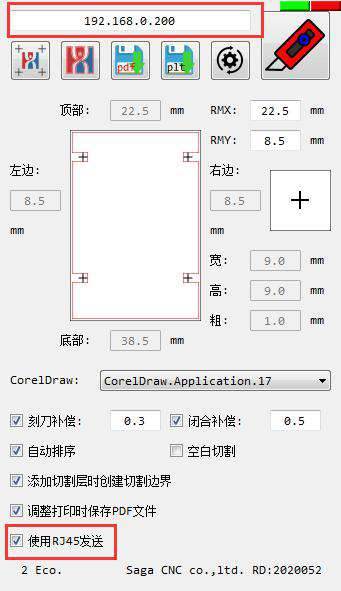 192.168.0.200
pdf plt
顶部: 22.5 mm RMX: 22.5 mm
RMY: 8.5 mm
左边: 右边:
8.5 8.5
mm mm
宽: 9.0 mm
高: 9.0 mm
粗: 1.0 mm
底部: 38.5 mm
CorelDraw: CorelDraw.Application.17
刻刀补偿: 0.3 闭合补偿: 0.5
自动排序 空白切割
添加切割层时创建切割边界
调整打印时保存PDF文件
使用RJ45发送
2 Eco. Saga CNC co.,ltd. RD:2020052